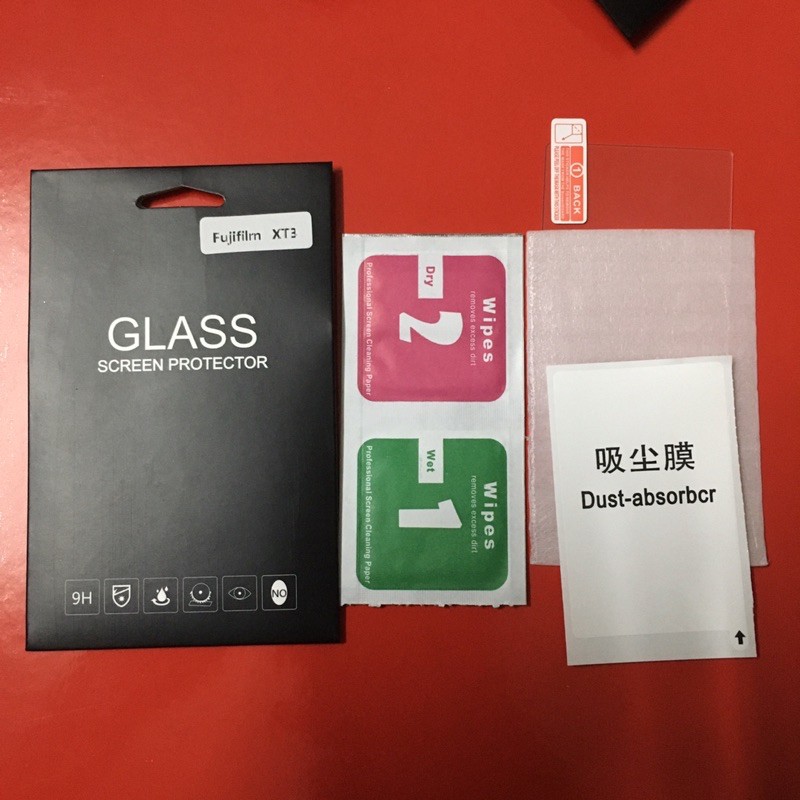 Fujifilm XT3
GLASS
SCREEN PROTECTOR
9H
NO
Dry
2
Wipes
removes excess dirt
Professional Screen Cleaning Paper
Wet
1
Wipes
removes excess dirt
Professional Screen Cleaning Paper
1
BACK
吸尘膜
Dust-absorbcr